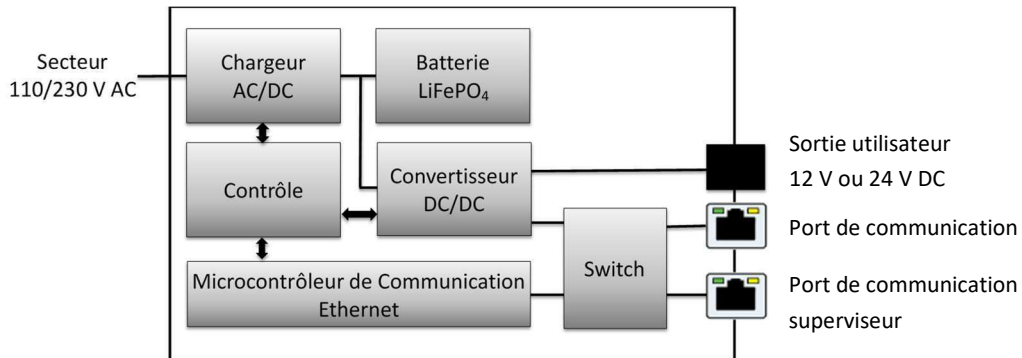 Secteur
110/230 V AC
Chargeur
AC/DC
Batterie
LiFePO₄
Contrôle
Convertisseur
DC/DC
Microcontrôleur de Communication
Ethernet
Switch
Sortie utilisateur
12 V ou 24 V DC
Port de communication
Port de communication
superviseur